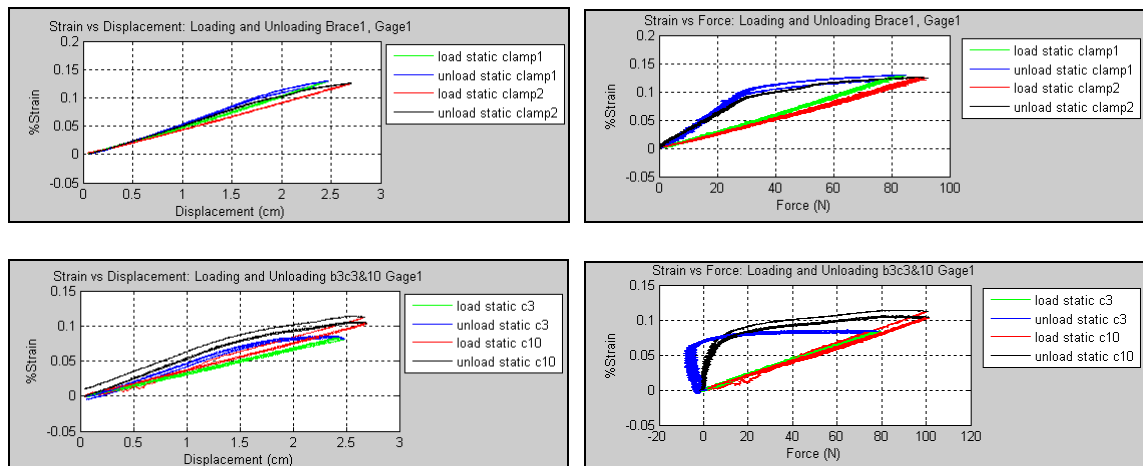 Strain vs Displacement: Loading and Unloading Brace1, Gage1
0.2
0.15
0.1
0.05
0
-0.05
%Strain
0 0.5 1 1.5 2 2.5 3
Displacement (cm)
load static clamp1
unload static clamp1
load static clamp2
unload static clamp2
Strain vs Force: Loading and Unloading Brace1, Gage1
0.2
0.15
0.1
0.05
0
-0.05
%Strain
0 20 40 60 80 100
Force (N)
load static clamp1
unload static clamp1
load static clamp2
unload static clamp2
Strain vs Displacement: Loading and Unloading b3c3&10 Gage1
0.15
0.1
0.05
0
-0.05
%Strain
0 0.5 1 1.5 2 2.5 3
Displacement (cm)
load static c3
unload static c3
load static c10
unload static c10
Strain vs Force: Loading and Unloading b3c3&10 Gage1
0.15
0.1
0.05
0
-0.05
%Strain
-20 0 20 40 60 80 100 120
Force (N)
load static c3
unload static c3
load static c10
unload static c10